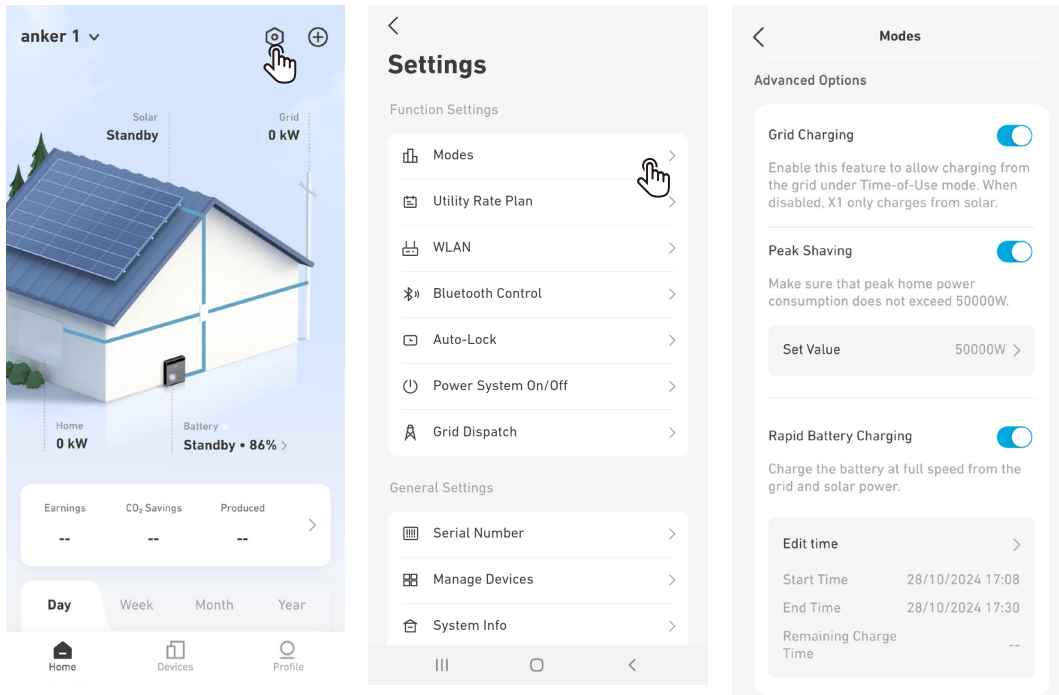 anker 1
Solar
Standby
Grid
0 kW
Home
0 kW
Battery
Standby • 86%
Earnings
CO₂ Savings
Produced
--
--
--
Day
Week
Month
Year
Home
Devices
Profile
Settings
Function Settings
Modes
Utility Rate Plan
WLAN
Bluetooth Control
Auto-Lock
Power System On/Off
Grid Dispatch
General Settings
Serial Number
Manage Devices
System Info
Modes
Advanced Options
Grid Charging
Enable this feature to allow charging from
the grid under Time-of-Use mode. When
disabled, X1 only charges from solar.
Peak Shaving
Make sure that peak home power
consumption does not exceed 50000W.
Set Value
50000W
Rapid Battery Charging
Charge the battery at full speed from the
grid and solar power.
Edit time
Start Time
28/10/2024 17:08
End Time
28/10/2024 17:30
Remaining Charge
Time
--